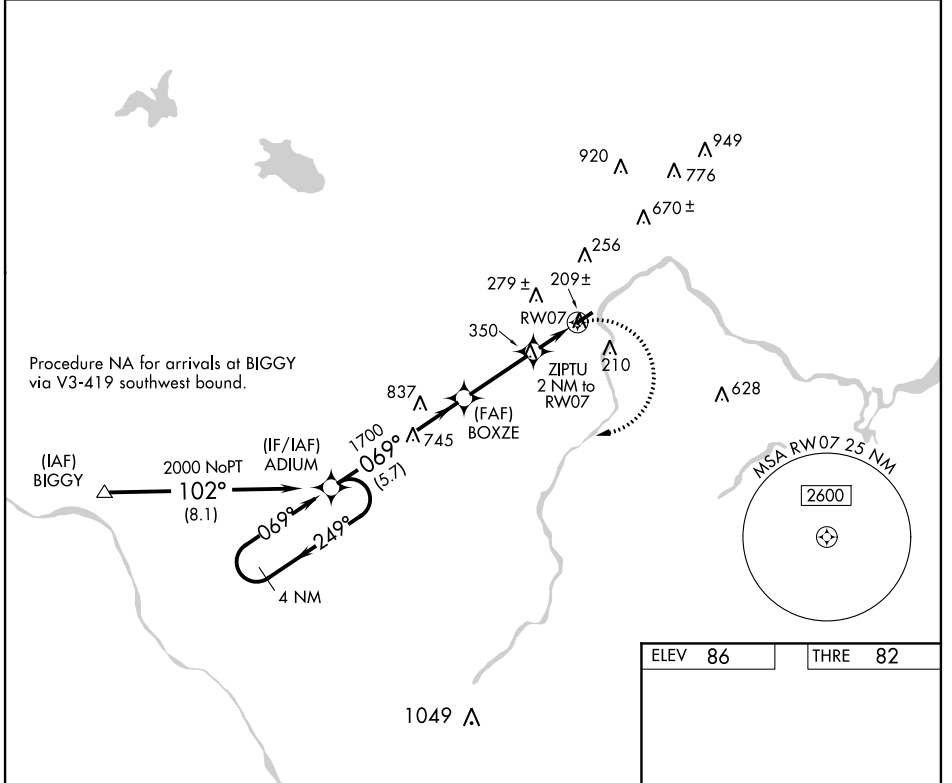 949
920
776
670 ±
256
279 ±
209±
RW07
350
210
ZIPTU
2 NM to
RW07
Procedure NA for arrivals at BIGGY
via V3-419 southwest bound.
837
628
(FAF)
BOXZE
745
1700
069°
(5.7)
(IF/IAF)
ADIUM
(IAF)
BIGGY
2000 NoPT
102°
(8.1)
069°
249°
4 NM
MSA RW07 25 NM
2600
1049
ELEV 86
THRE 82